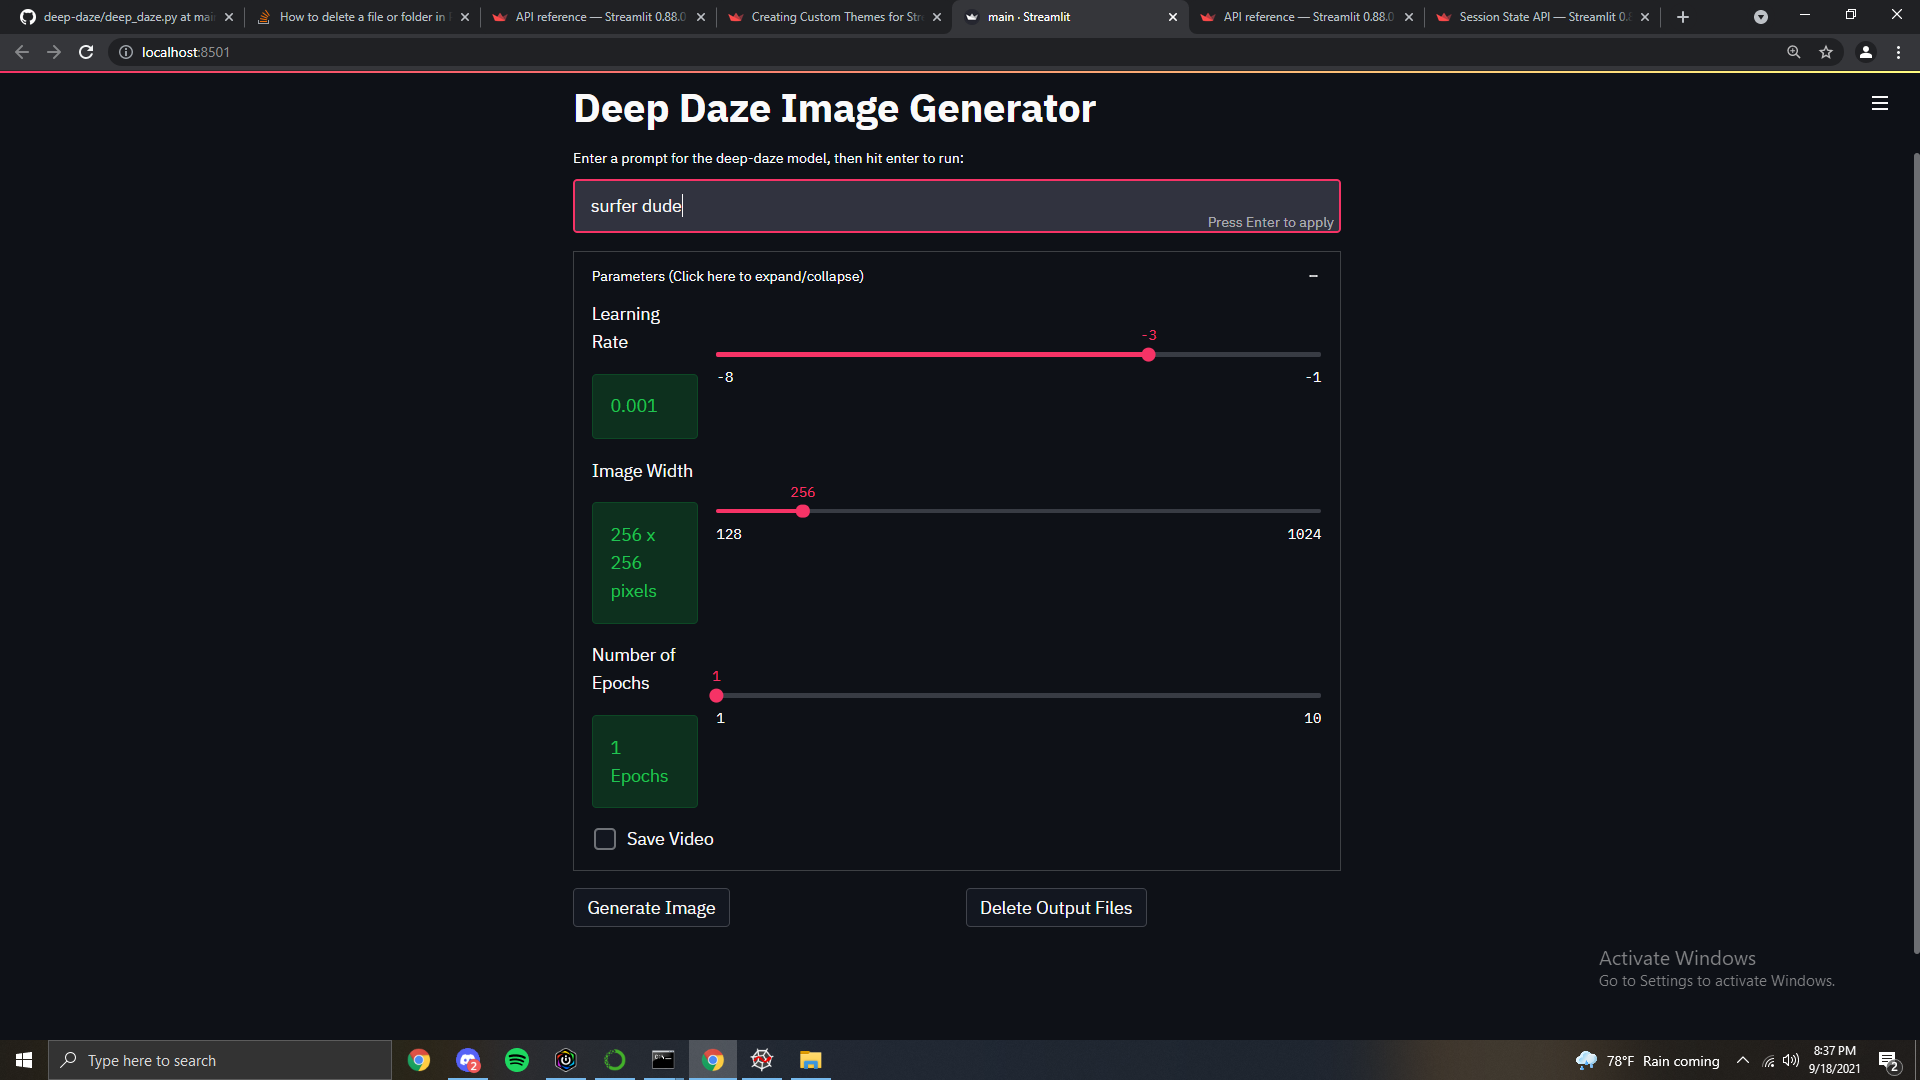 deep-daze/deep_daze.py at mai
How to delete a file or folder in
API reference — Streamlit 0.88.0
Creating Custom Themes for Str
main · Streamlit
API reference — Streamlit 0.88.0
Session State API — Streamlit 0.8
localhost:8501
Deep Daze Image Generator
Enter a prompt for the deep-daze model, then hit enter to run:
surfer dude
Press Enter to apply
Parameters (Click here to expand/collapse)
Learning
Rate
-3
-8
-1
0.001
Image Width
256
128
1024
256 x
256
pixels
Number of
Epochs
1
1
10
1
Epochs
Save Video
Generate Image
Delete Output Files
Activate Windows
Go to Settings to activate Windows.
Type here to search
2
78°F Rain coming
8:37 PM
9/18/2021
2